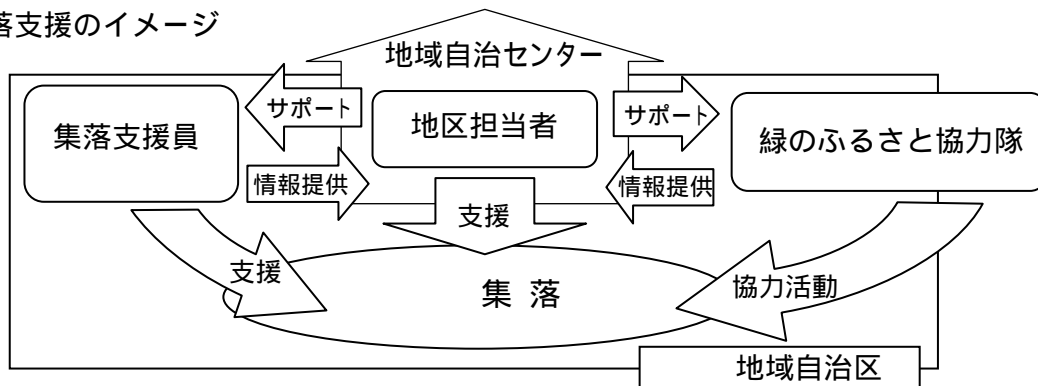 落支援のイメージ
地域自治センター
サポート
地区担当者
サポート
集落支援員
緑のふるさと協力隊
情報提供
情報提供
支援
支援
集 落
協力活動
地域自治区